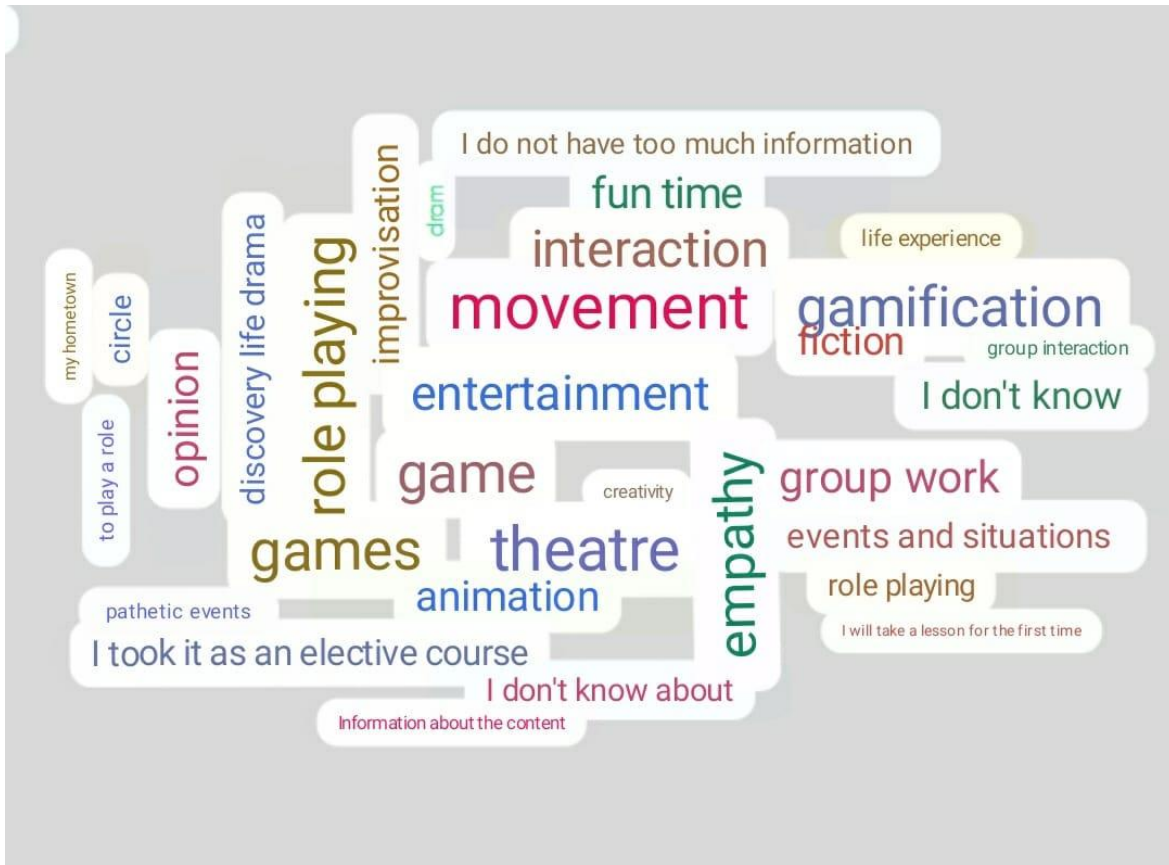 I do not have too much information
fun time
improvisation
dram
interaction
life experience
movement
gamification
fiction
group interaction
my hometown
circle
opinion
discovery life drama
role playing
entertainment
I don't know
to play a role
game
creativity
empathy
group work
games
theatre
events and situations
animation
role playing
pathetic events
I will take a lesson for the first time
I took it as an elective course
I don't know about
Information about the content